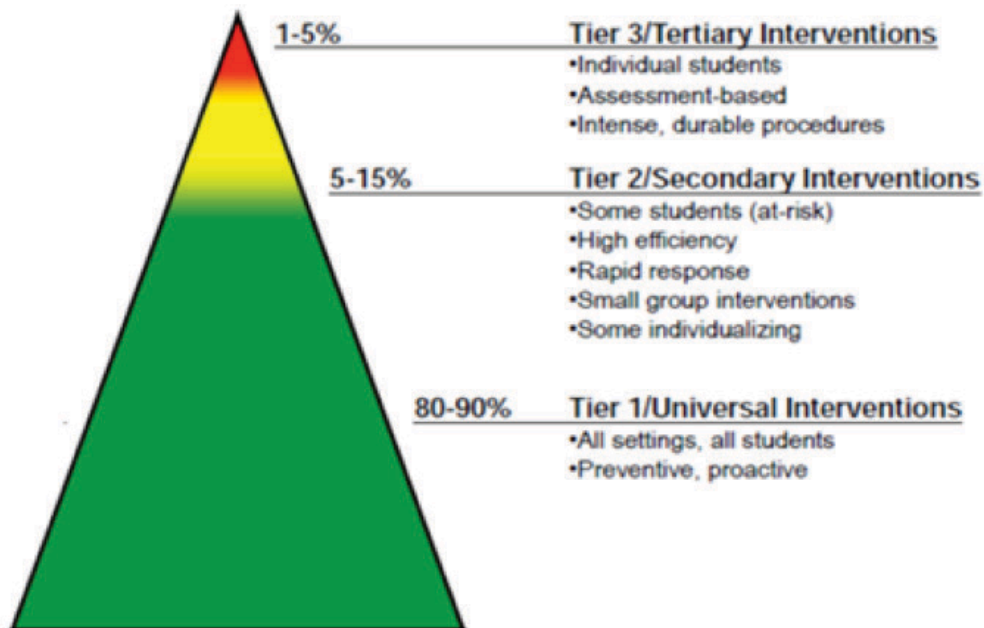 1-5% Tier 3/Tertiary Interventions
•Individual students
•Assessment-based
•Intense, durable procedures
5-15% Tier 2/Secondary Interventions
•Some students (at-risk)
•High efficiency
•Rapid response
•Small group interventions
•Some individualizing
80-90% Tier 1/Universal Interventions
•All settings, all students
•Preventive, proactive